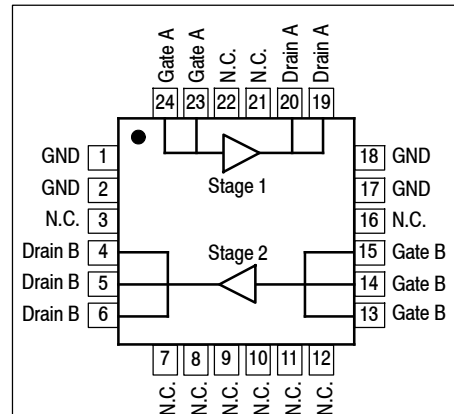 Gate A
Gate A
N.C.
N.C.
Drain A
Drain A
24 23 22 21 20 19
GND 1
GND 2
N.C. 3
Drain B 4
Drain B 5
Drain B 6
Stage 1
Stage 2
18 GND
17 GND
16 N.C.
15 Gate B
14 Gate B
13 Gate B
7 8 9 10 11 12
N.C.
N.C.
N.C.
N.C.
N.C.
N.C.